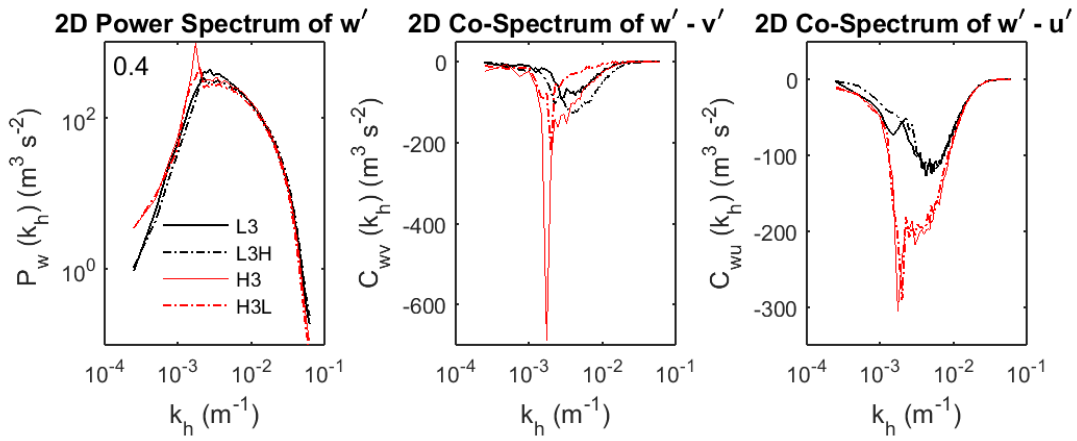 2D Power Spectrum of w′
0.4
P_w (k_h) (m^3 s^-2)
10^2
10^0
L3
L3H
H3
H3L
10^-4 10^-3 10^-2 10^-1
k_h (m^-1)
2D Co-Spectrum of w′ - v′
C_wv (k_h) (m^3 s^-2)
0
-200
-400
-600
10^-4 10^-3 10^-2 10^-1
k_h (m^-1)
2D Co-Spectrum of w′ - u′
C_wu (k_h) (m^3 s^-2)
0
-100
-200
-300
10^-4 10^-3 10^-2 10^-1
k_h (m^-1)